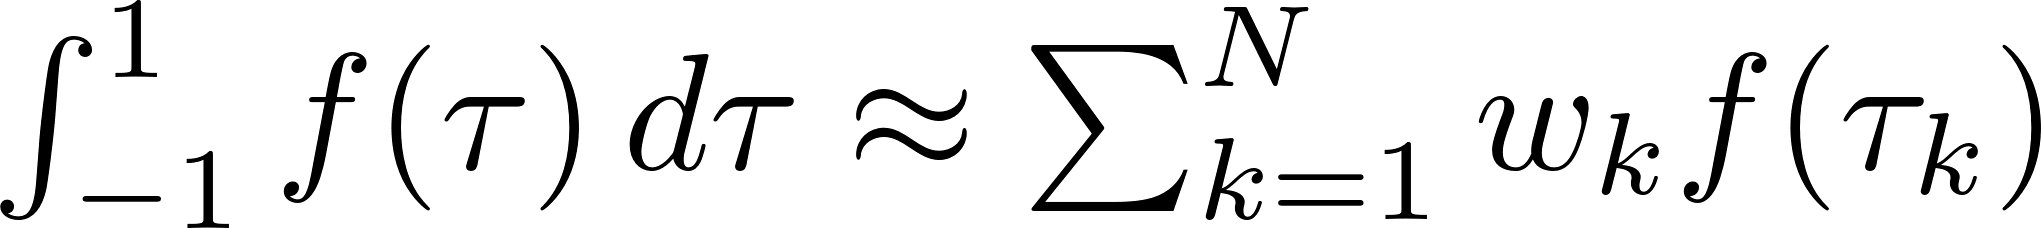 ∫_{-1}^{1} f(τ) dτ ≈ ∑_{k=1}^{N} w_k f(τ_k)